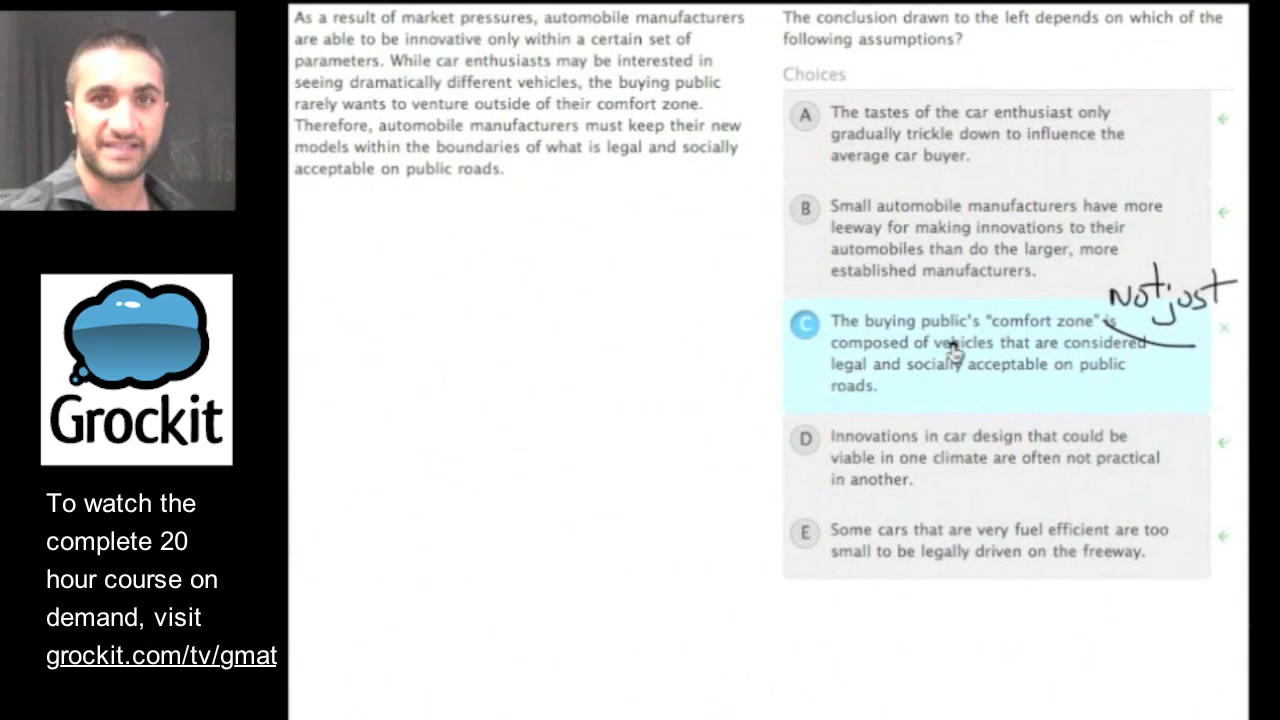 As a result of market pressures, automobile manufacturers
are able to be innovative only within a certain set of
parameters. While car enthusiasts may be interested in
seeing dramatically different vehicles, the buying public
rarely wants to venture outside of their comfort zone.
Therefore, automobile manufacturers must keep their new
models within the boundaries of what is legal and socially
acceptable on public roads.
The conclusion drawn to the left depends on which of the
following assumptions?
Choices
A The tastes of the car enthusiast only
gradually trickle down to influence the
average car buyer.
B Small automobile manufacturers have more
leeway for making innovations to their
automobiles than do the larger, more
established manufacturers.
Not just
C The buying public's "comfort zone" is
composed of vehicles that are considered
legal and socially acceptable on public
roads.
D Innovations in car design that could be
viable in one climate are often not practical
in another.
E Some cars that are very fuel efficient are too
small to be legally driven on the freeway.
Grockit
To watch the
complete 20
hour course on
demand, visit
grockit.com/tv/gmat